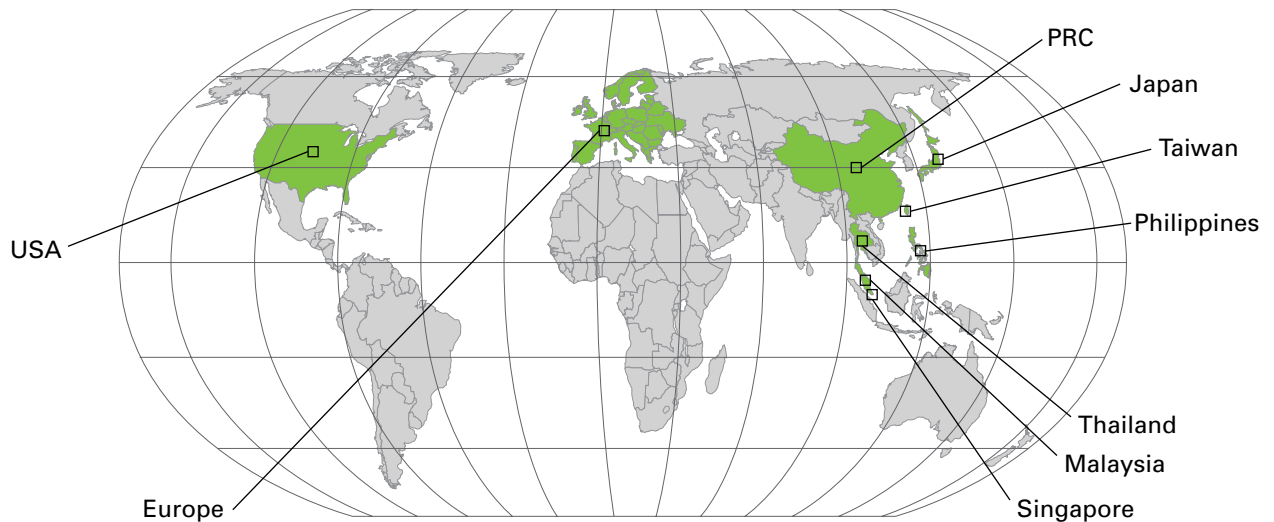 PRC
Japan
Taiwan
Philippines
USA
Thailand
Malaysia
Europe
Singapore